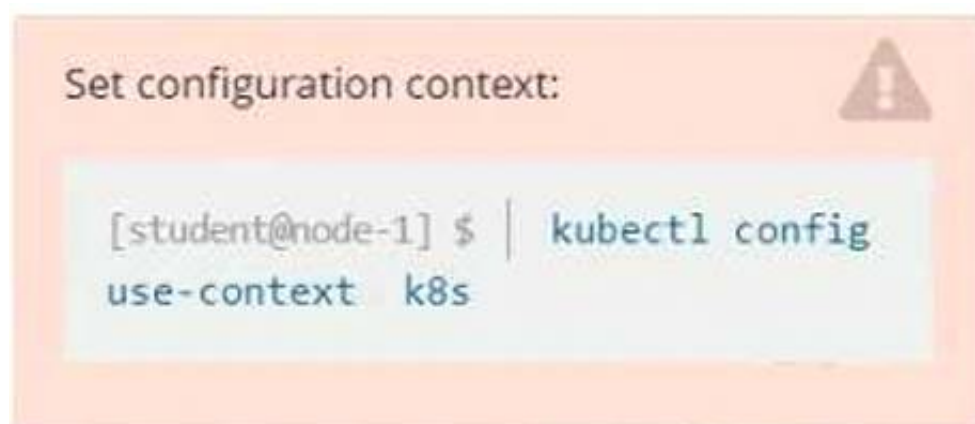 Set configuration context:
[student@node-1] $ | kubectl config
use-context k8s